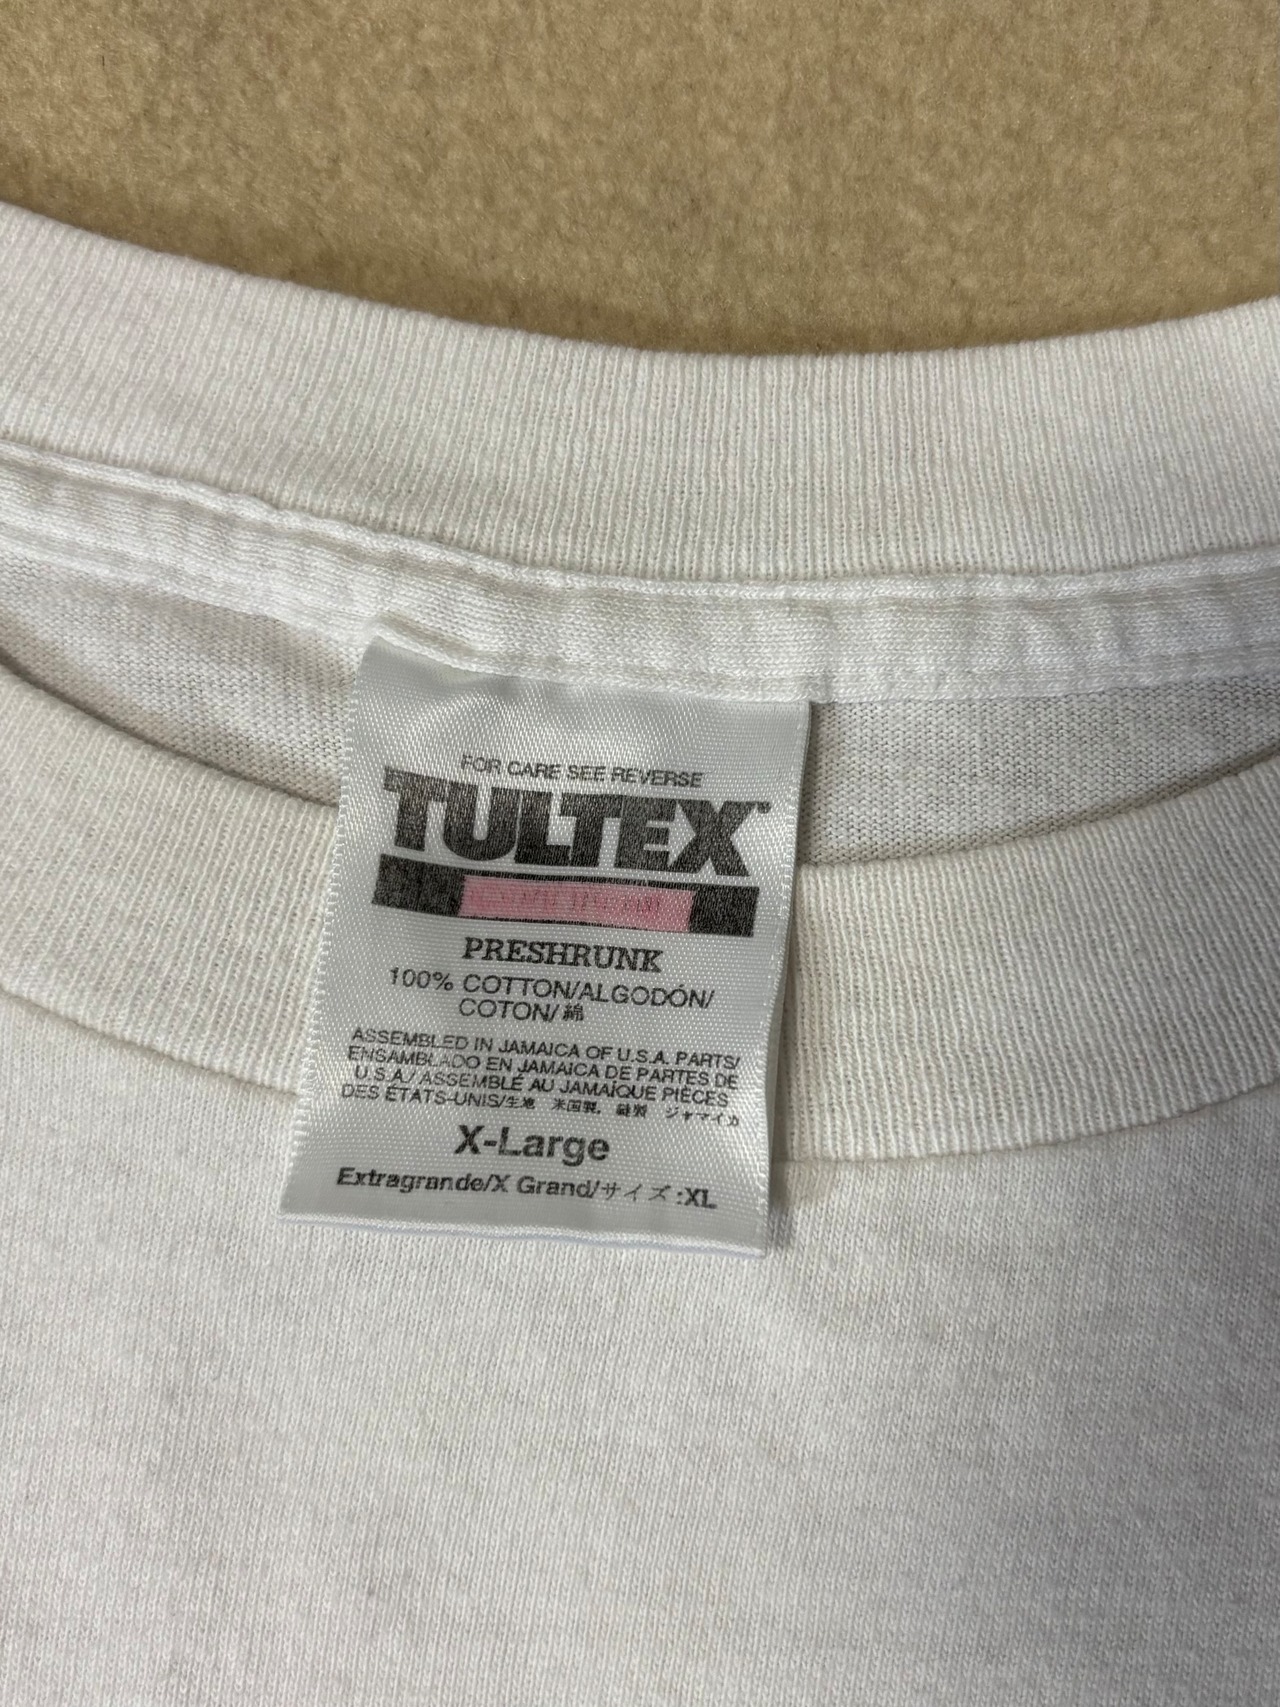 FOR CARE SEE REVERSE
TULTEX™
PRESHRUNK
100% COTTON/ALGODÓN/
COTON/綿
ASSEMBLED IN JAMAICA OF U.S.A. PARTS/
ENSAMBLADO EN JAMAICA DE PARTES DE
U.S.A./ASSEMBLÉ AU JAMAÏQUE PIÈCES
DES ÉTATS-UNIS/生地 米国製, 縫製 ジャマイカ
X-Large
Extragrande/X Grand/サイズ:XL